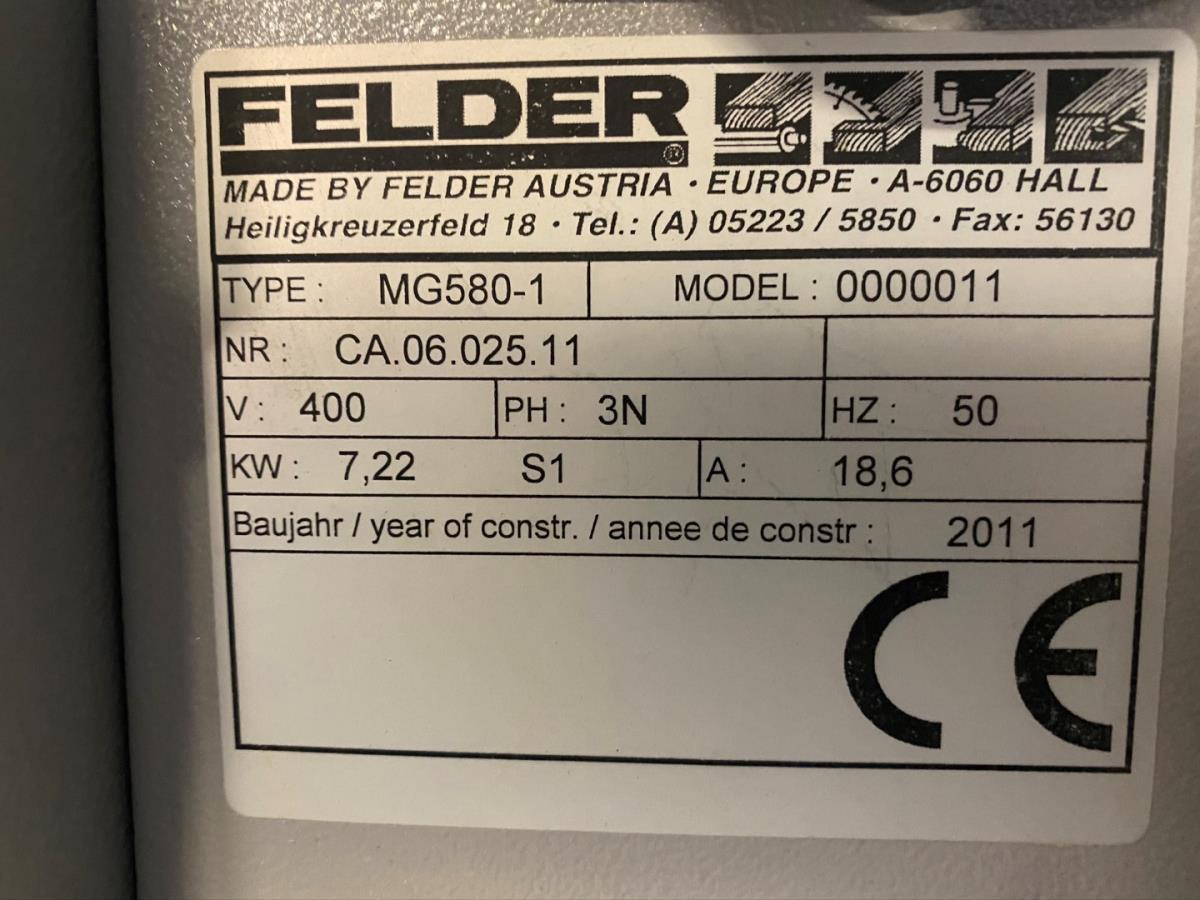 FELDER ®
MADE BY FELDER AUSTRIA · EUROPE · A-6060 HALL
Heiligkreuzerfeld 18 · Tel.: (A) 05223 / 5850 · Fax: 56130
TYPE : MG580-1 MODEL : 0000011
NR : CA.06.025.11
V : 400 PH : 3N HZ : 50
KW : 7,22 S1 A : 18,6
Baujahr / year of constr. / annee de constr : 2011
CE